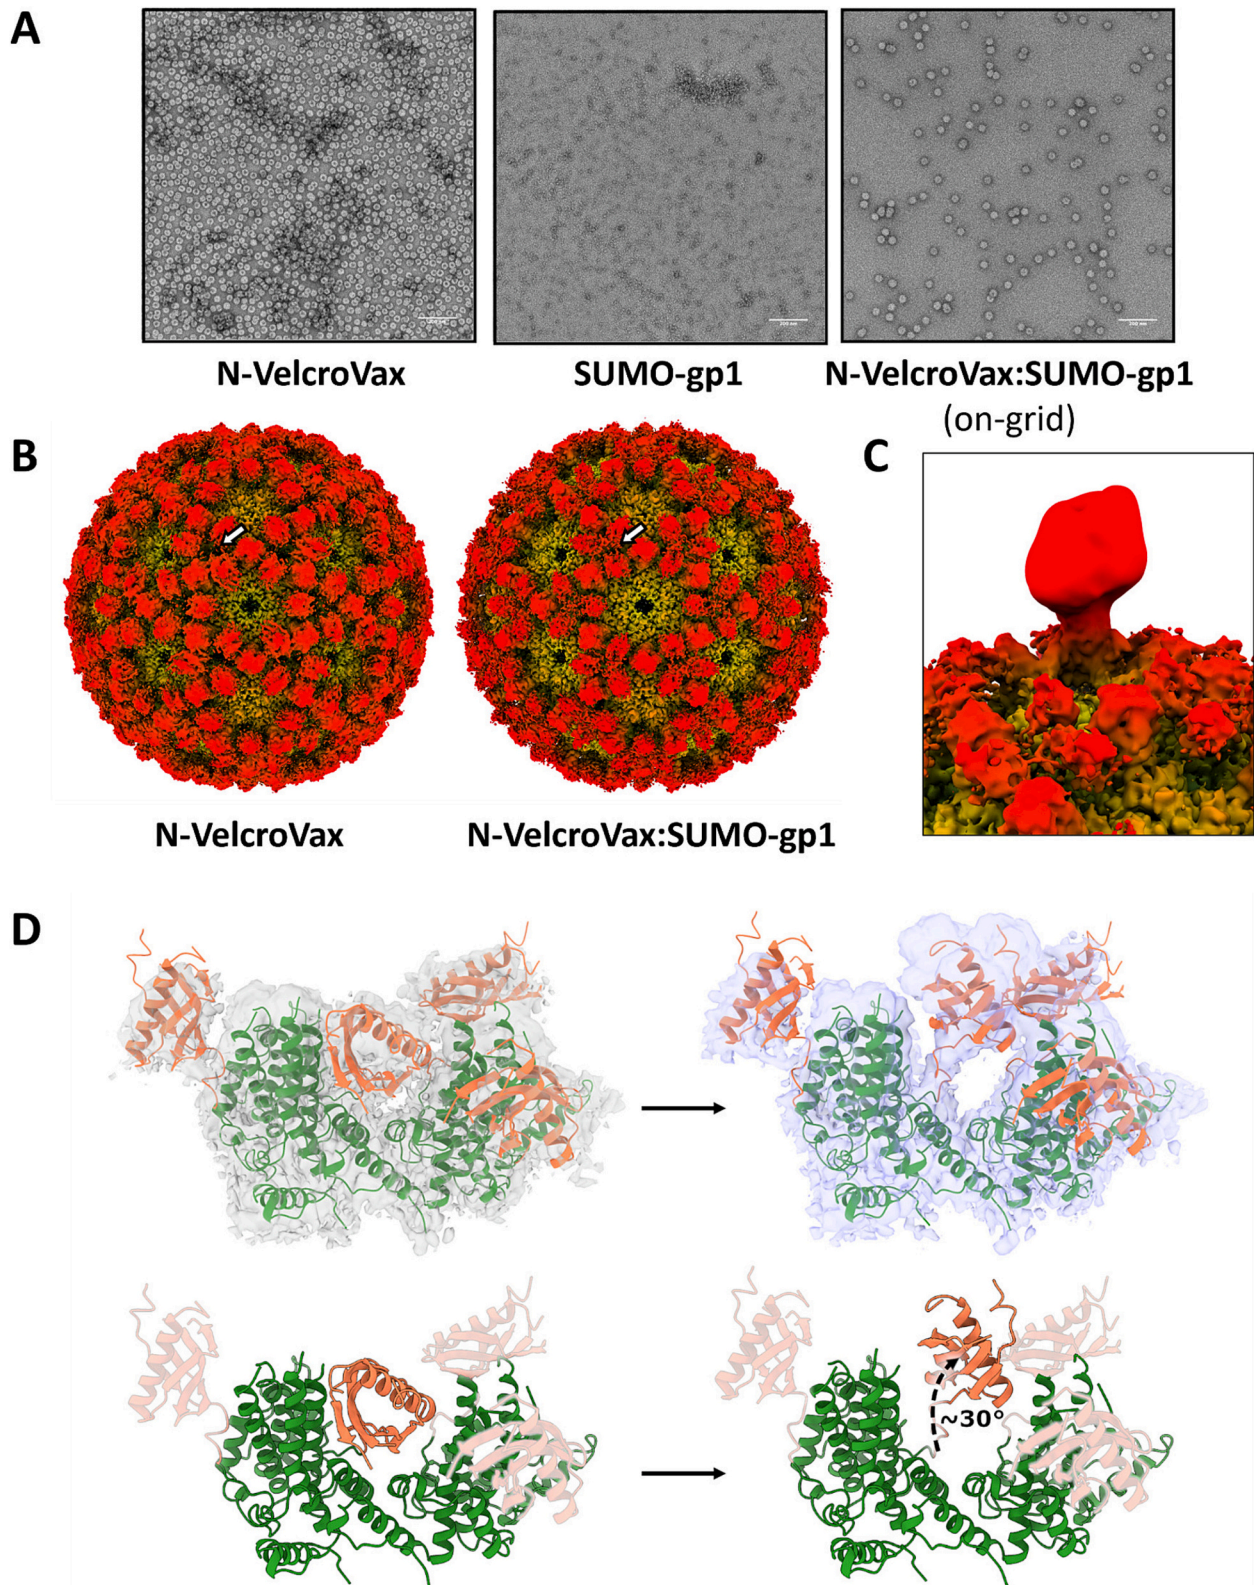 A
N-VelcroVax
SUMO-gp1
N-VelcroVax:SUMO-gp1
(on-grid)
B
C
N-VelcroVax
N-VelcroVax:SUMO-gp1
D
~30°